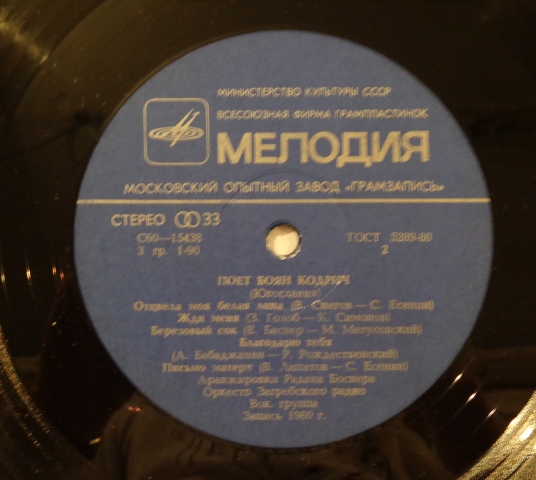 МИНИСТЕРСТВО КУЛЬТУРЫ СССР
ВСЕСОЮЗНАЯ ФИРМА ГРАМПЛАСТИНОК
МЕЛОДИЯ
МОСКОВСКИЙ ОПЫТНЫЙ ЗАВОД «ГРАМЗАПИСЬ»
СТЕРЕО 33
С60—15438 ГОСТ 5289-80
3 гр. 1-90 2
ПОЕТ БОЯН КОДРИЧ
(Югославия)
Отцвела моя белая липа (В. — С. Есенин)
Жди меня (З. Голоб — К. Симонов)
Березовый сок (В. Баснер — М. Матусовский)
Благодарю тебя
(А. Бабаджанян — Р. Рождественский)
Письмо матери (В. Липатов — С. Есенин)
Аранжировки Радана Боснера
Оркестр Загребского радио
Вок. группа
Запись 1980 г.